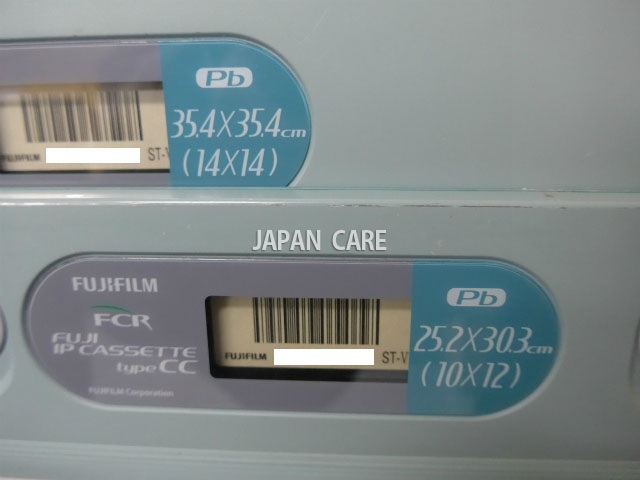 Pb
35.4X35.4cm
(14X14)
FUJIFILM
JAPAN CARE
FUJIFILM
FCR
FUJI
IP CASSETTE
type CC
FUJIFILM Corporation
FUJIFILM
ST-V
Pb
25.2X30.3cm
(10X12)